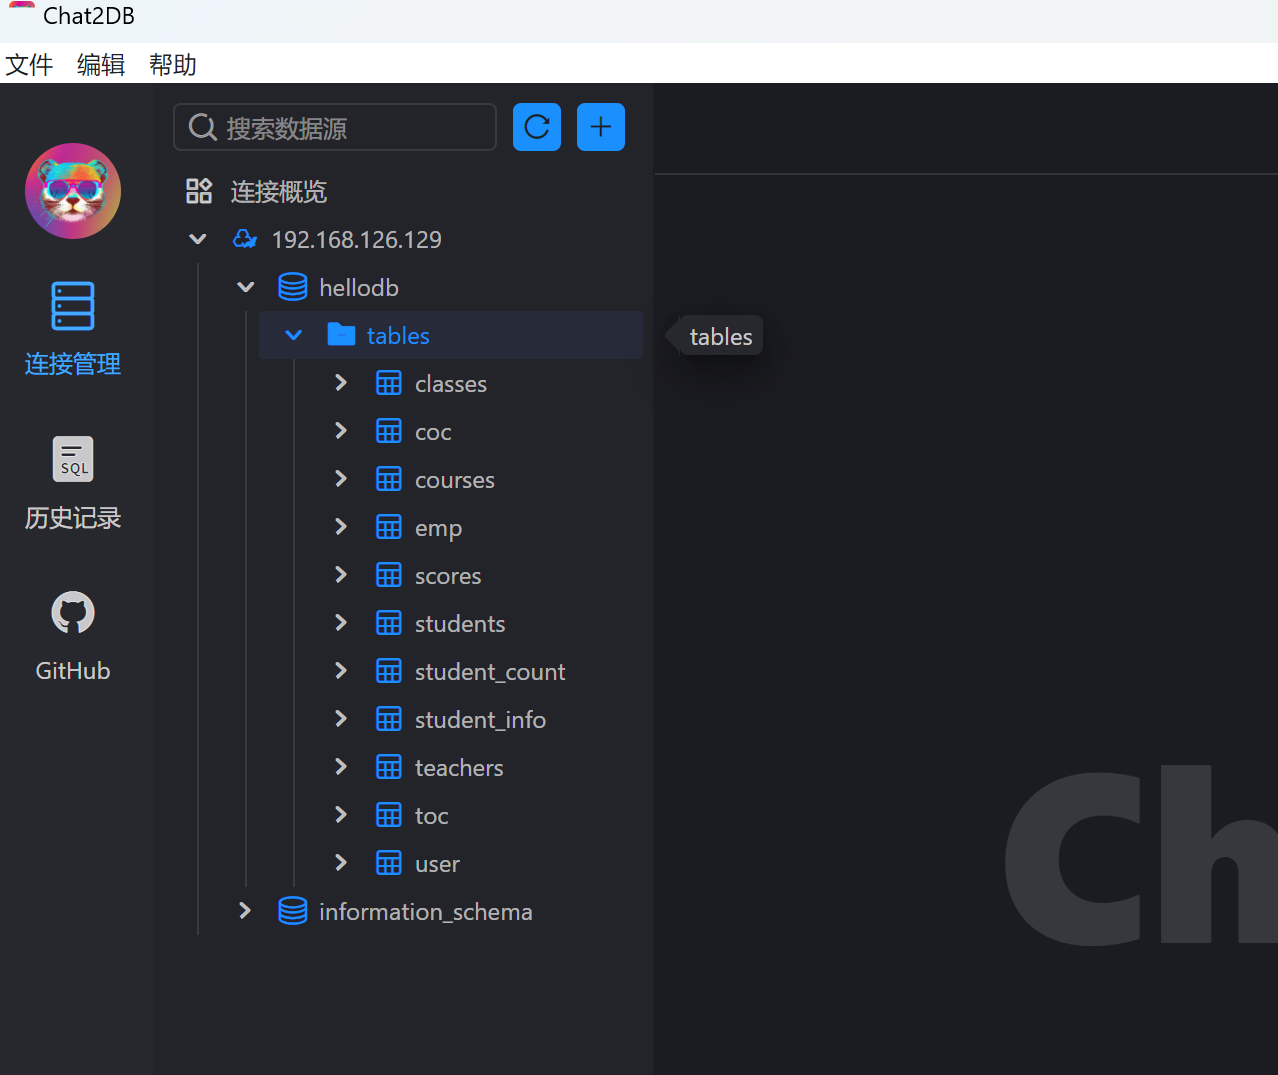 Chat2DB
文件 编辑 帮助
搜索数据源
连接概览
192.168.126.129
hellodb
tables
tables
classes
coc
courses
emp
scores
students
student_count
student_info
teachers
toc
user
information_schema
连接管理
SQL
历史记录
GitHub
Ch